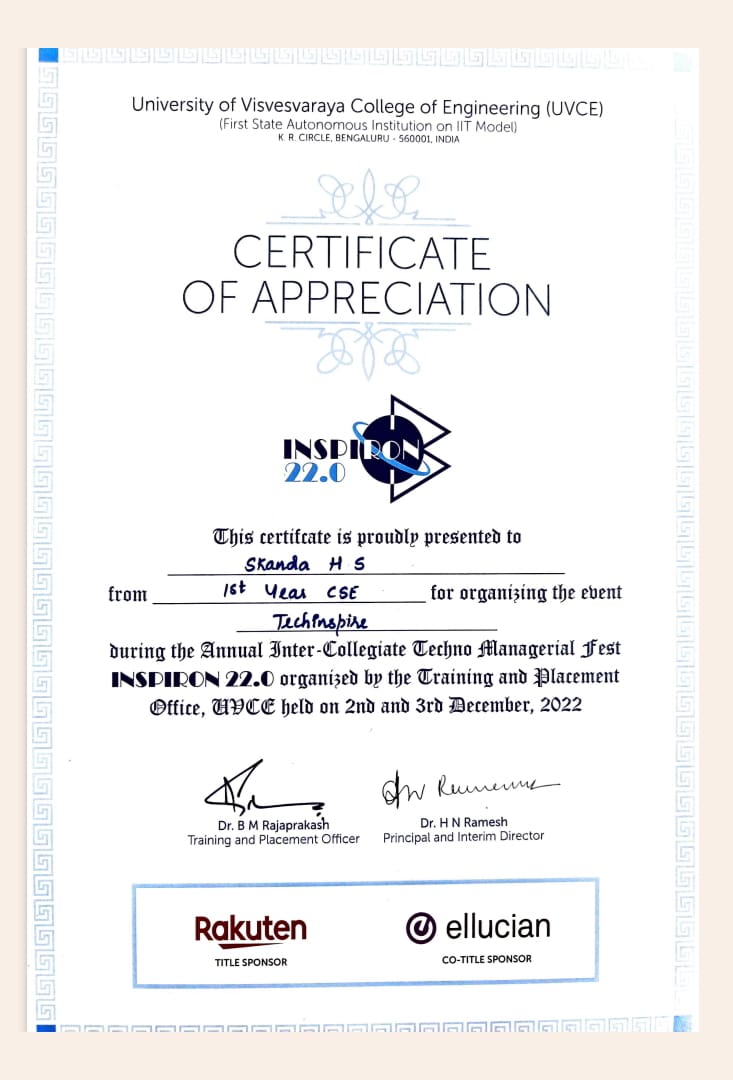 University of Visvesvaraya College of Engineering (UVCE)
(First State Autonomous Institution on IIT Model)
K. R. CIRCLE, BENGALURU - 560001, INDIA
CERTIFICATE
OF APPRECIATION
INSPIRON
22.0
This certifcate is proudly presented to
Skanda H S
from 1st Year CSE for organizing the event
TechInspire
during the Annual Inter-Collegiate Techno Managerial Fest
INSPIRON 22.0 organized by the Training and Placement
Office, UVCE held on 2nd and 3rd December, 2022
Dr. B M Rajaprakash
Training and Placement Officer
Dr. H N Ramesh
Principal and Interim Director
Rakuten
TITLE SPONSOR
ellucian
CO-TITLE SPONSOR